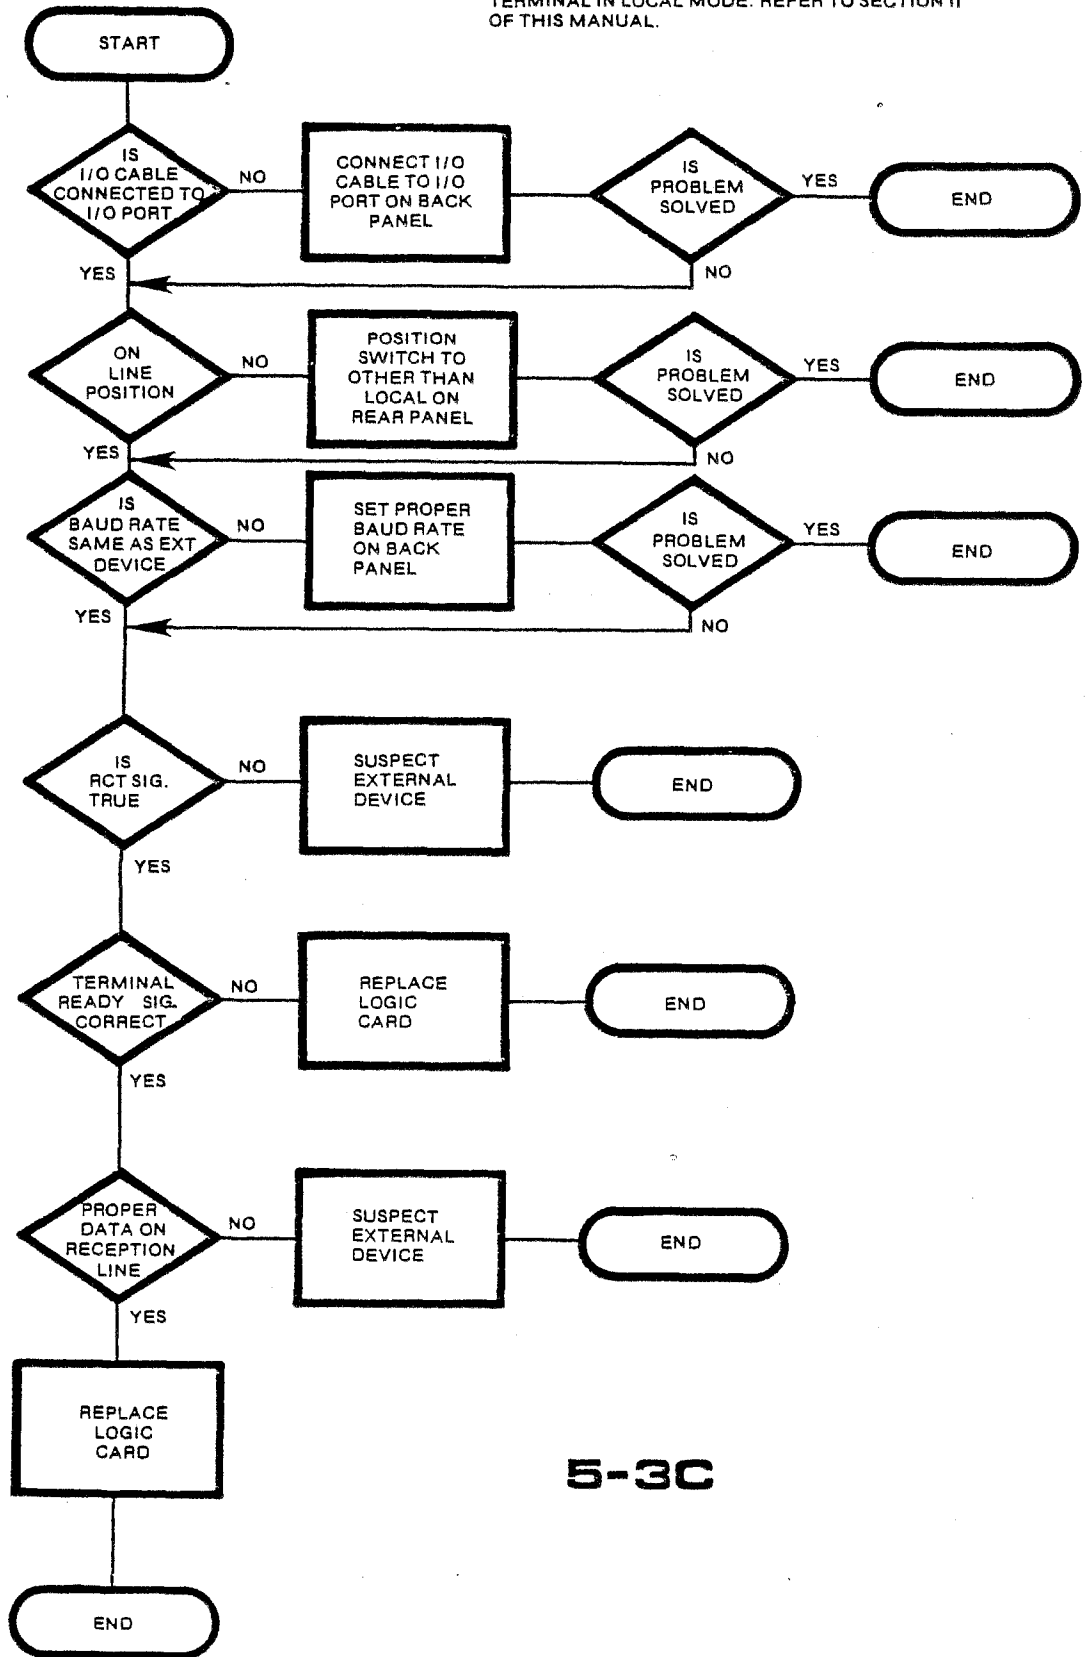 TERMINAL IN LOCAL MODE. REFER TO SECTION II
OF THIS MANUAL.
START
IS
I/O CABLE
CONNECTED TO
I/O PORT
NO
CONNECT I/O
CABLE TO I/O
PORT ON BACK
PANEL
IS
PROBLEM
SOLVED
YES
END
YES
NO
ON
LINE
POSITION
NO
POSITION
SWITCH TO
OTHER THAN
LOCAL ON
REAR PANEL
IS
PROBLEM
SOLVED
YES
END
YES
NO
IS
BAUD RATE
SAME AS EXT
DEVICE
NO
SET PROPER
BAUD RATE
ON BACK
PANEL
IS
PROBLEM
SOLVED
YES
END
YES
NO
IS
RCT SIG.
TRUE
NO
SUSPECT
EXTERNAL
DEVICE
END
YES
TERMINAL
READY SIG.
CORRECT
NO
REPLACE
LOGIC
CARD
END
YES
PROPER
DATA ON
RECEPTION
LINE
NO
SUSPECT
EXTERNAL
DEVICE
END
YES
REPLACE
LOGIC
CARD
5-3C
END